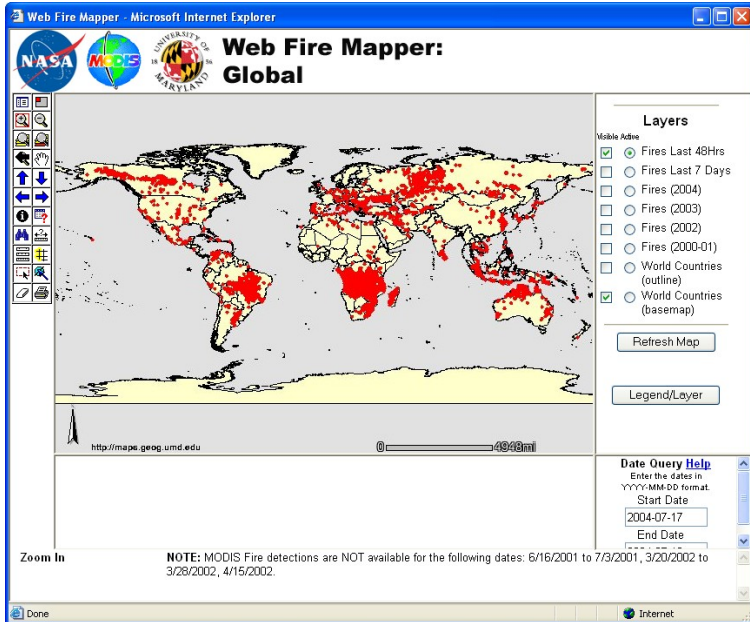 Web Fire Mapper - Microsoft Internet Explorer
NASA
MODIS
UNIVERSITY OF
18 56
MARYLAND
Web Fire Mapper:
Global
Layers
Visible Active
Fires Last 48Hrs
Fires Last 7 Days
Fires (2004)
Fires (2003)
Fires (2002)
Fires (2000-01)
World Countries
(outline)
World Countries
(basemap)
Refresh Map
Legend/Layer
http://maps.geog.umd.edu
0 4948mi
Date Query Help
Enter the dates in
YYYY-MM-DD format.
Start Date
2004-07-17
End Date
Zoom In
NOTE: MODIS Fire detections are NOT available for the following dates: 6/16/2001 to 7/3/2001, 3/20/2002 to
3/28/2002, 4/15/2002.
Done
Internet